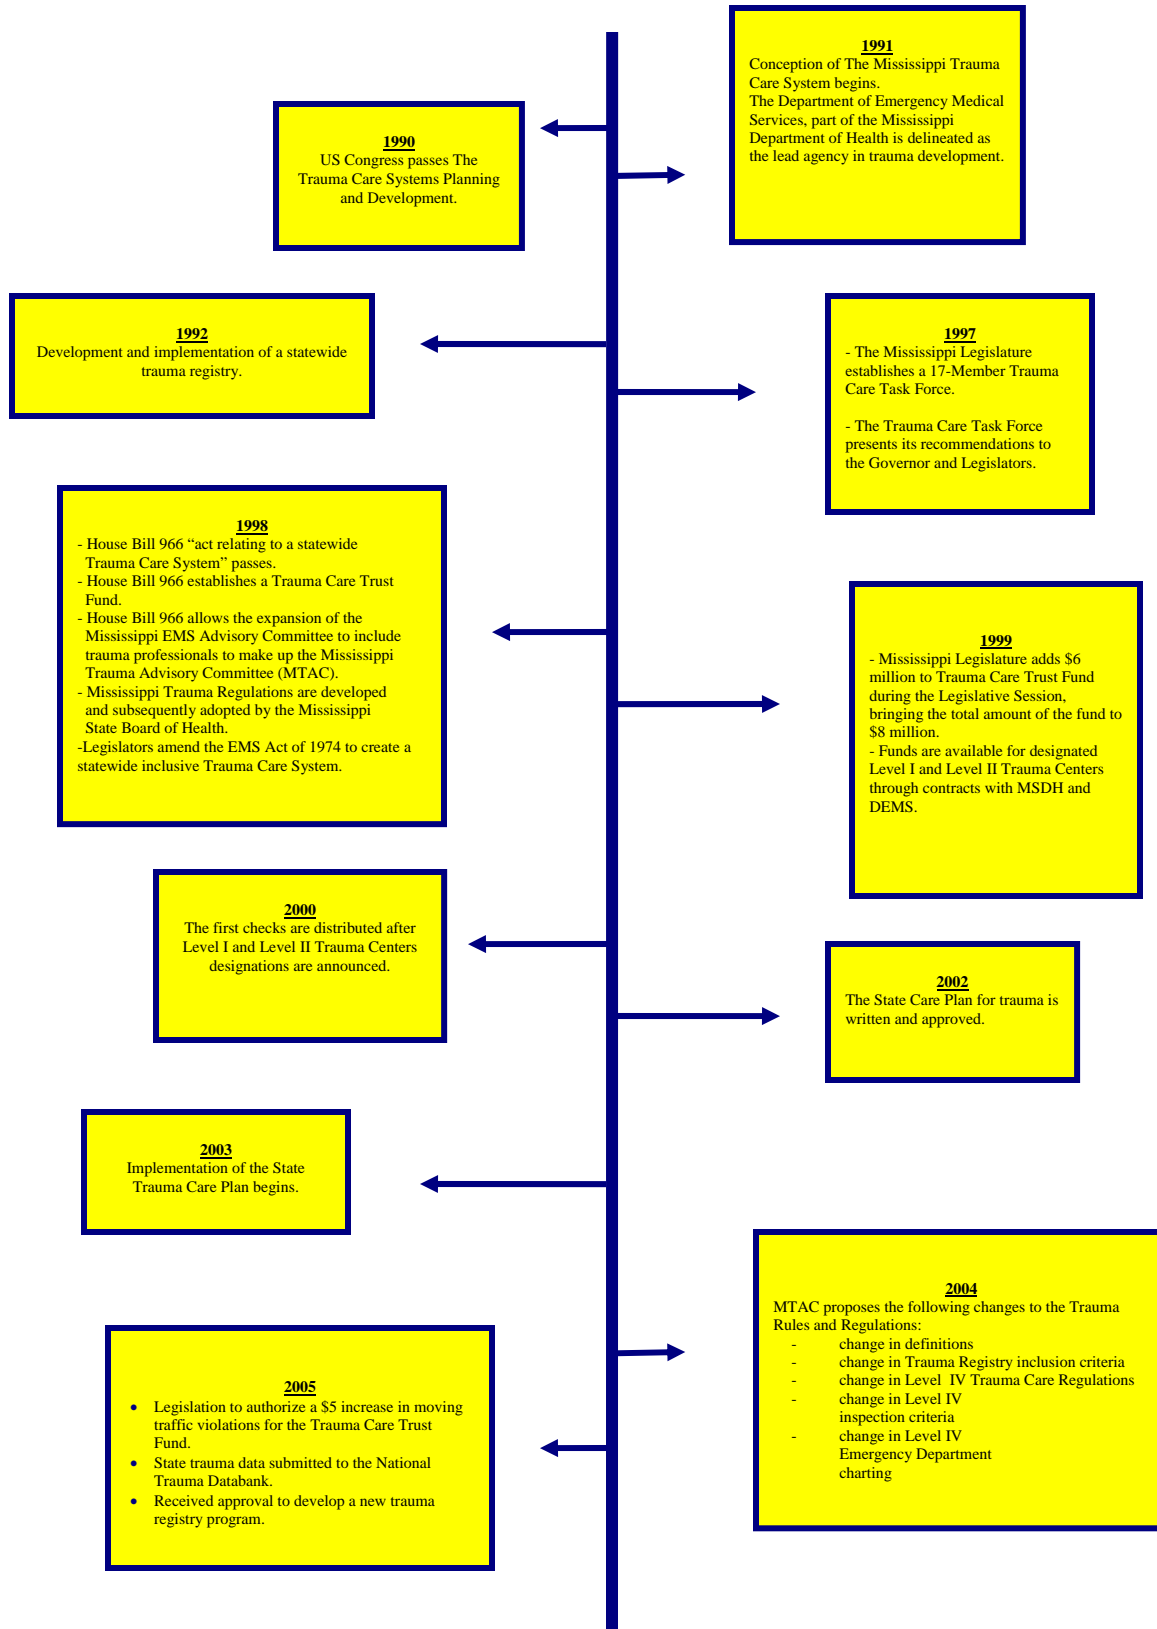 1990
US Congress passes The
Trauma Care Systems Planning
and Development.
1991
Conception of The Mississippi Trauma
Care System begins.
The Department of Emergency Medical
Services, part of the Mississippi
Department of Health is delineated as
the lead agency in trauma development.
1992
Development and implementation of a statewide
trauma registry.
1997
- The Mississippi Legislature
establishes a 17-Member Trauma
Care Task Force.
- The Trauma Care Task Force
presents its recommendations to
the Governor and Legislators.
1998
- House Bill 966 “act relating to a statewide
Trauma Care System” passes.
- House Bill 966 establishes a Trauma Care Trust
Fund.
- House Bill 966 allows the expansion of the
Mississippi EMS Advisory Committee to include
trauma professionals to make up the Mississippi
Trauma Advisory Committee (MTAC).
- Mississippi Trauma Regulations are developed
and subsequently adopted by the Mississippi
State Board of Health.
-Legislators amend the EMS Act of 1974 to create a
statewide inclusive Trauma Care System.
1999
- Mississippi Legislature adds $6
million to Trauma Care Trust Fund
during the Legislative Session,
bringing the total amount of the fund to
$8 million.
- Funds are available for designated
Level I and Level II Trauma Centers
through contracts with MSDH and
DEMS.
2000
The first checks are distributed after
Level I and Level II Trauma Centers
designations are announced.
2002
The State Care Plan for trauma is
written and approved.
2003
Implementation of the State
Trauma Care Plan begins.
2004
MTAC proposes the following changes to the Trauma
Rules and Regulations:
- change in definitions
- change in Trauma Registry inclusion criteria
- change in Level IV Trauma Care Regulations
- change in Level IV
inspection criteria
- change in Level IV
Emergency Department
charting
2005
• Legislation to authorize a $5 increase in moving
traffic violations for the Trauma Care Trust
Fund.
• State trauma data submitted to the National
Trauma Databank.
• Received approval to develop a new trauma
registry program.